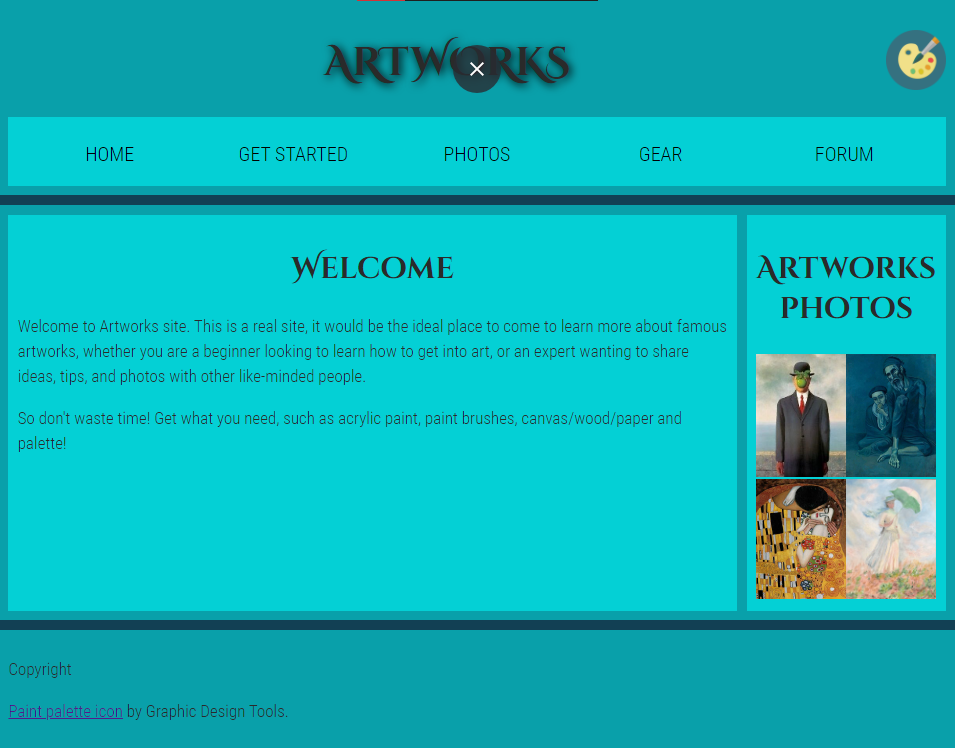 ARTWORKS
HOME GET STARTED PHOTOS GEAR FORUM
WELCOME
Welcome to Artworks site. This is a real site, it would be the ideal place to come to learn more about famous
artworks, whether you are a beginner looking to learn how to get into art, or an expert wanting to share
ideas, tips, and photos with other like-minded people.
So don't waste time! Get what you need, such as acrylic paint, paint brushes, canvas/wood/paper and
palette!
ARTWORKS
PHOTOS
Copyright
Paint palette icon by Graphic Design Tools.